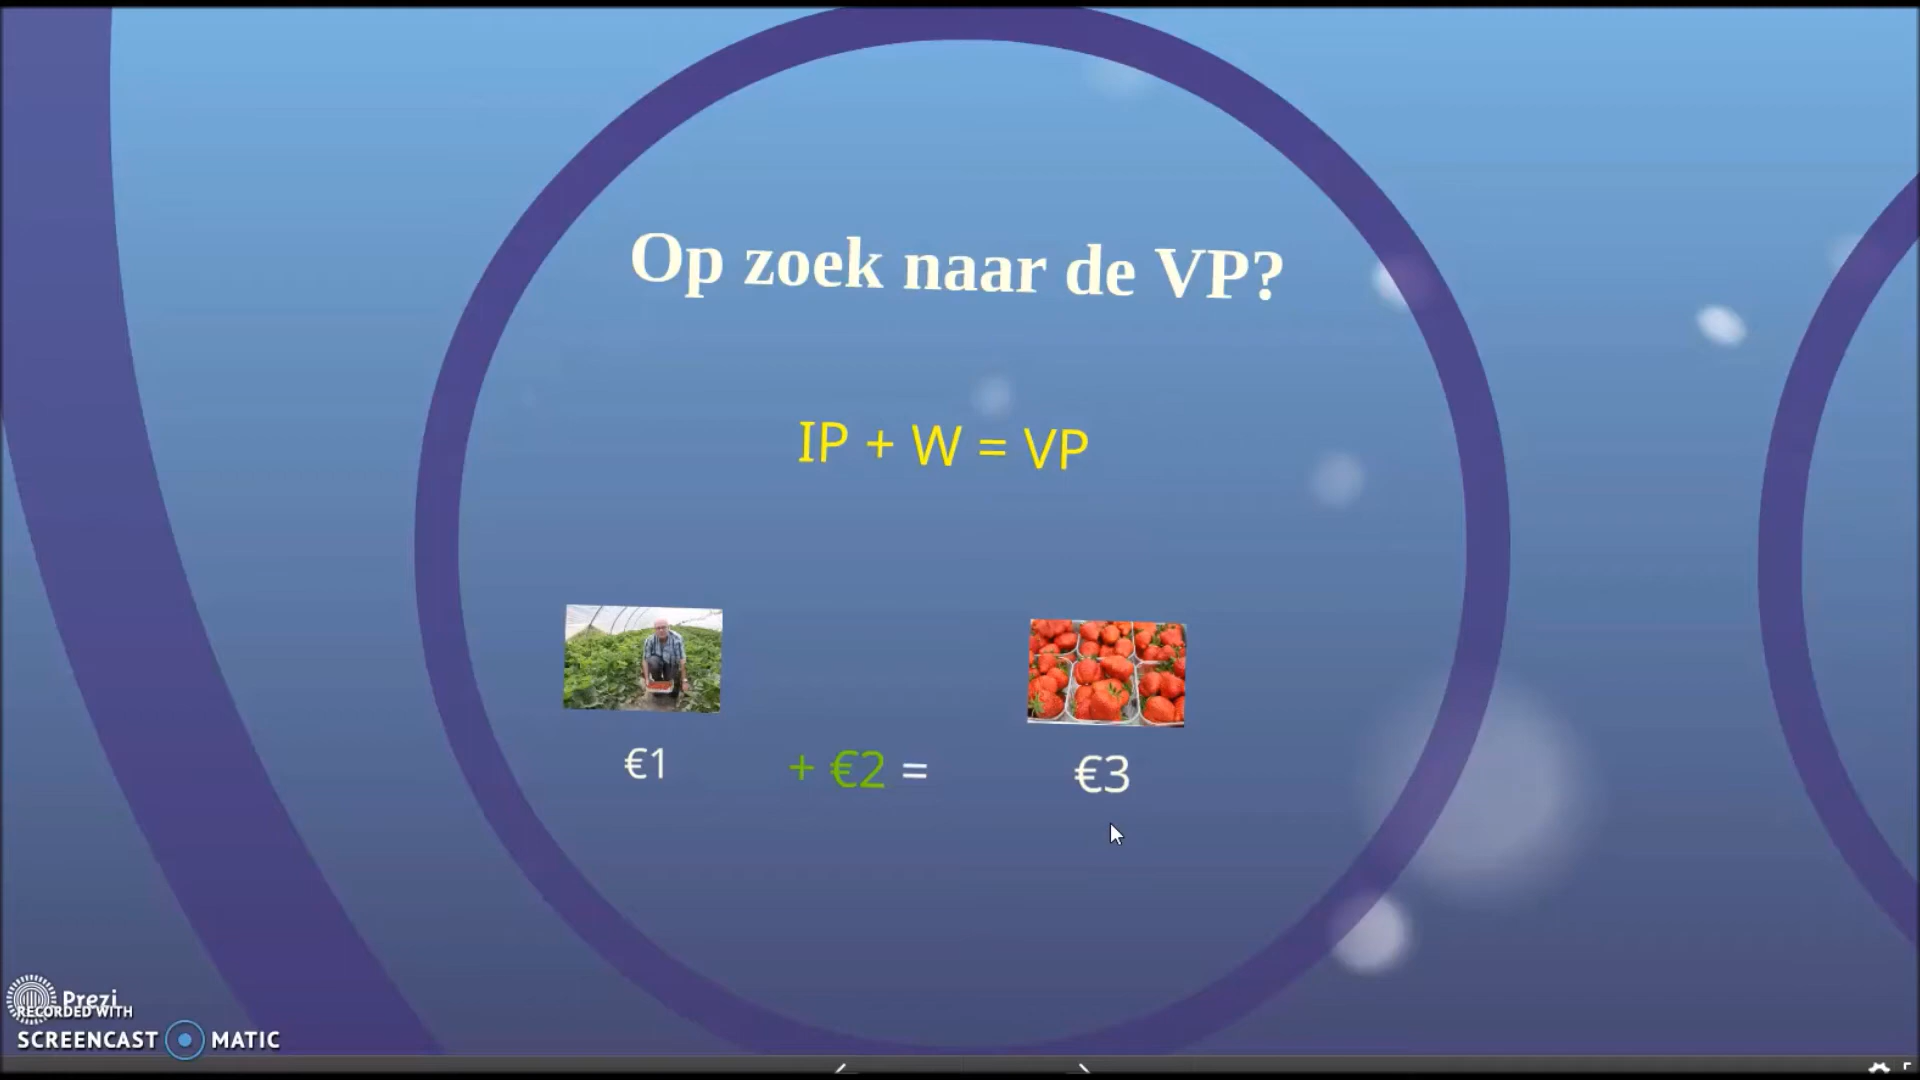 Op zoek naar de VP?
IP + W = VP
€1 + €2 = €3
Prezi
RECORDED WITH
SCREENCAST MATIC